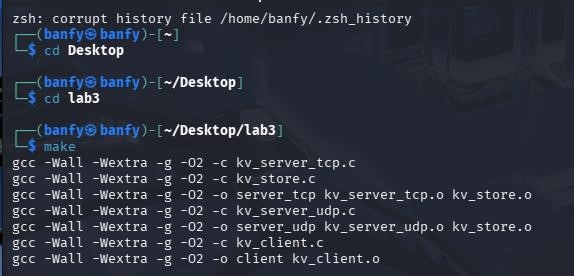 zsh: corrupt history file /home/banfy/.zsh_history
┌──(banfy㉿banfy)-[~]
└─$ cd Desktop
┌──(banfy㉿banfy)-[~/Desktop]
└─$ cd lab3
┌──(banfy㉿banfy)-[~/Desktop/lab3]
└─$ make
gcc -Wall -Wextra -g -O2 -c kv_server_tcp.c
gcc -Wall -Wextra -g -O2 -c kv_store.c
gcc -Wall -Wextra -g -O2 -o server_tcp kv_server_tcp.o kv_store.o
gcc -Wall -Wextra -g -O2 -c kv_server_udp.c
gcc -Wall -Wextra -g -O2 -o server_udp kv_server_udp.o kv_store.o
gcc -Wall -Wextra -g -O2 -c kv_client.c
gcc -Wall -Wextra -g -O2 -o client kv_client.o